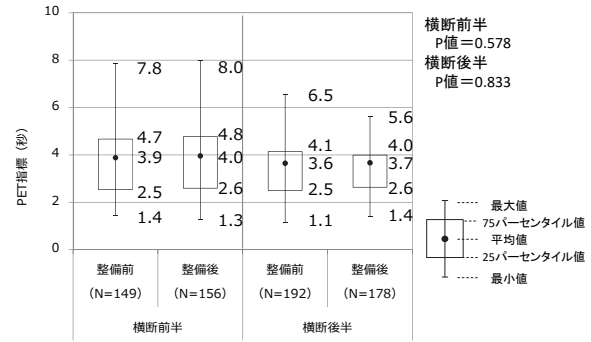 PET指標（秒）
10
8
6
4
2
0
7.8
4.7
3.9
2.5
1.4
8.0
4.8
4.0
2.6
1.3
6.5
4.1
3.6
2.5
1.1
5.6
4.0
3.7
2.6
1.4
整備前
（N=149）
整備後
（N=156）
整備前
（N=192）
整備後
（N=178）
横断前半
横断後半
横断前半
P値＝0.578
横断後半
P値＝0.833
最大値
75パーセンタイル値
平均値
25パーセンタイル値
最小値